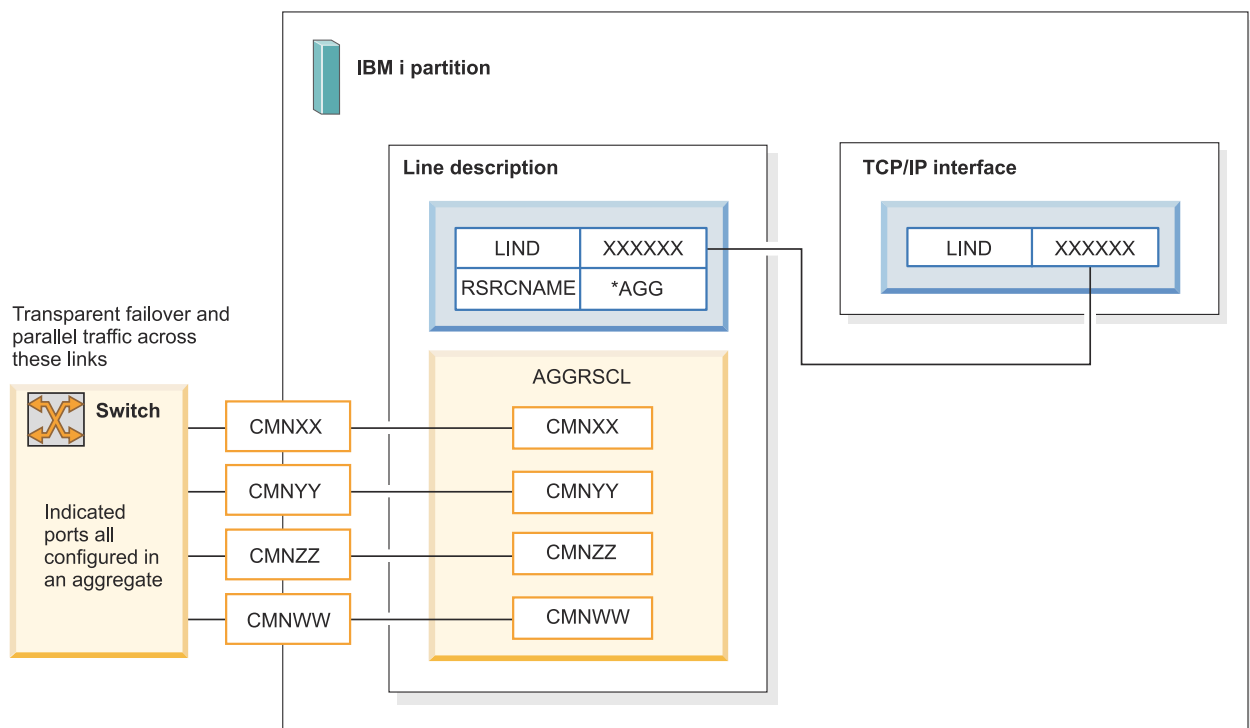 IBM i partition
Line description
LIND XXXXXX
RSRCNAME *AGG
TCP/IP interface
LIND XXXXXX
Transparent failover and
parallel traffic across
these links
Switch
Indicated
ports all
configured in
an aggregate
CMNXX
CMNYY
CMNZZ
CMNWW
AGGRSCL
CMNXX
CMNYY
CMNZZ
CMNWW